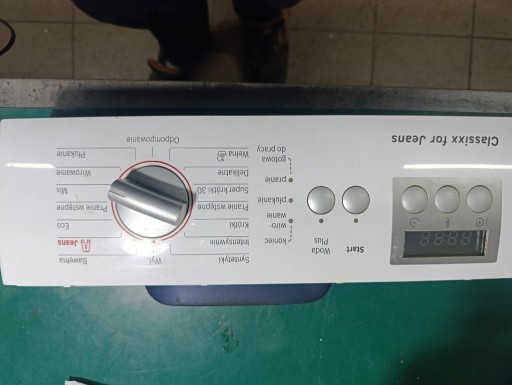 Start
Woda
Plus
koniec
wiro-
wanie
płukanie
pranie
gotowa
do pracy
Syntetyki
Intensywnie
Krótki
Pranie wstępne
Super krótki 30'
Delikatne
Wełna
Odpompowanie
Wył.
Bawełna
Jeans
Eco
Pranie wstępne
Mix
Wirowanie
Płukanie
Classixx for Jeans